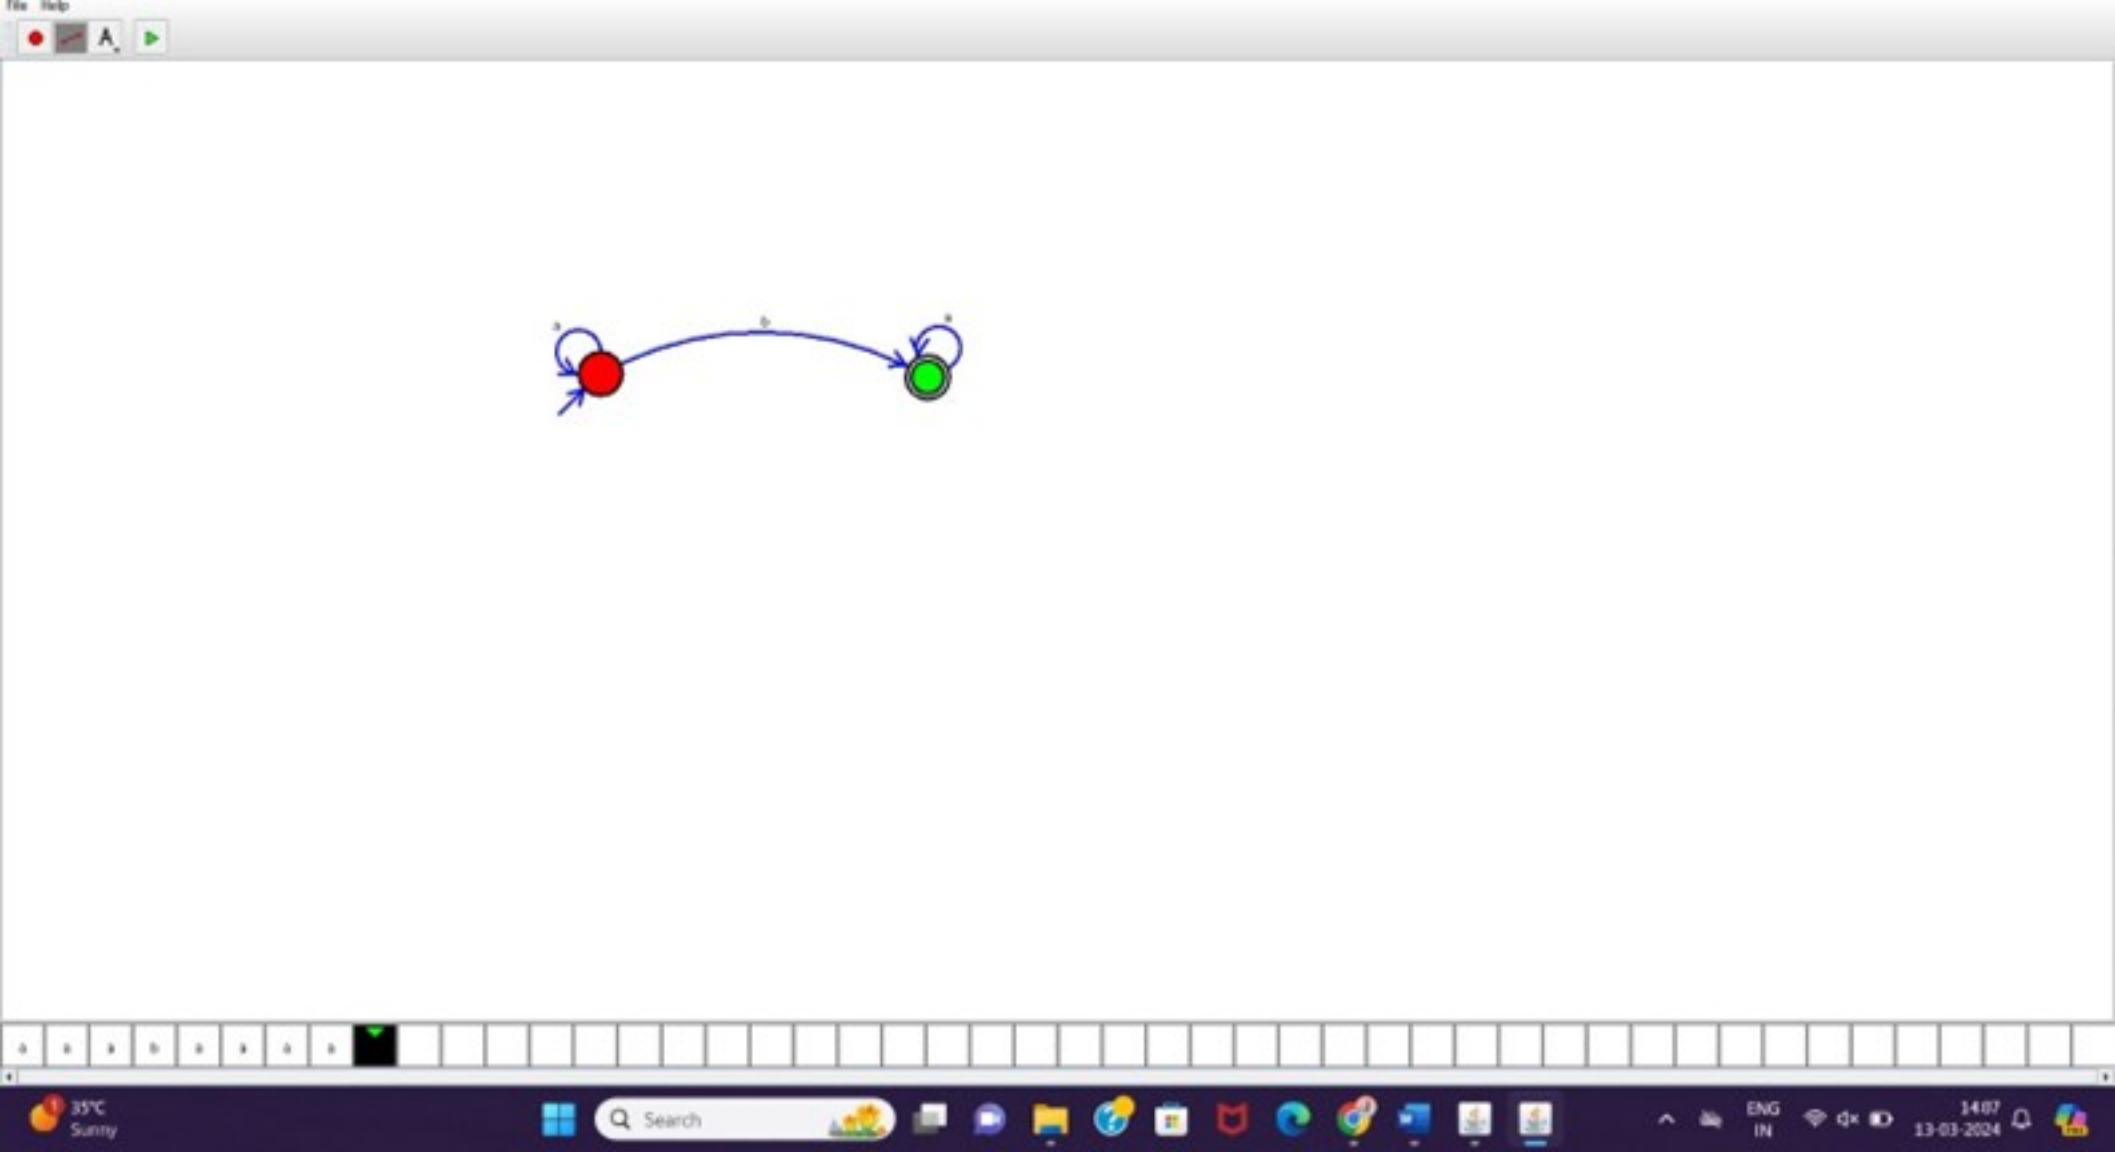 File Help
A
a b a
a a a b a a a a
35°C
Sunny
Search
ENG
IN
14:07
13-03-2024